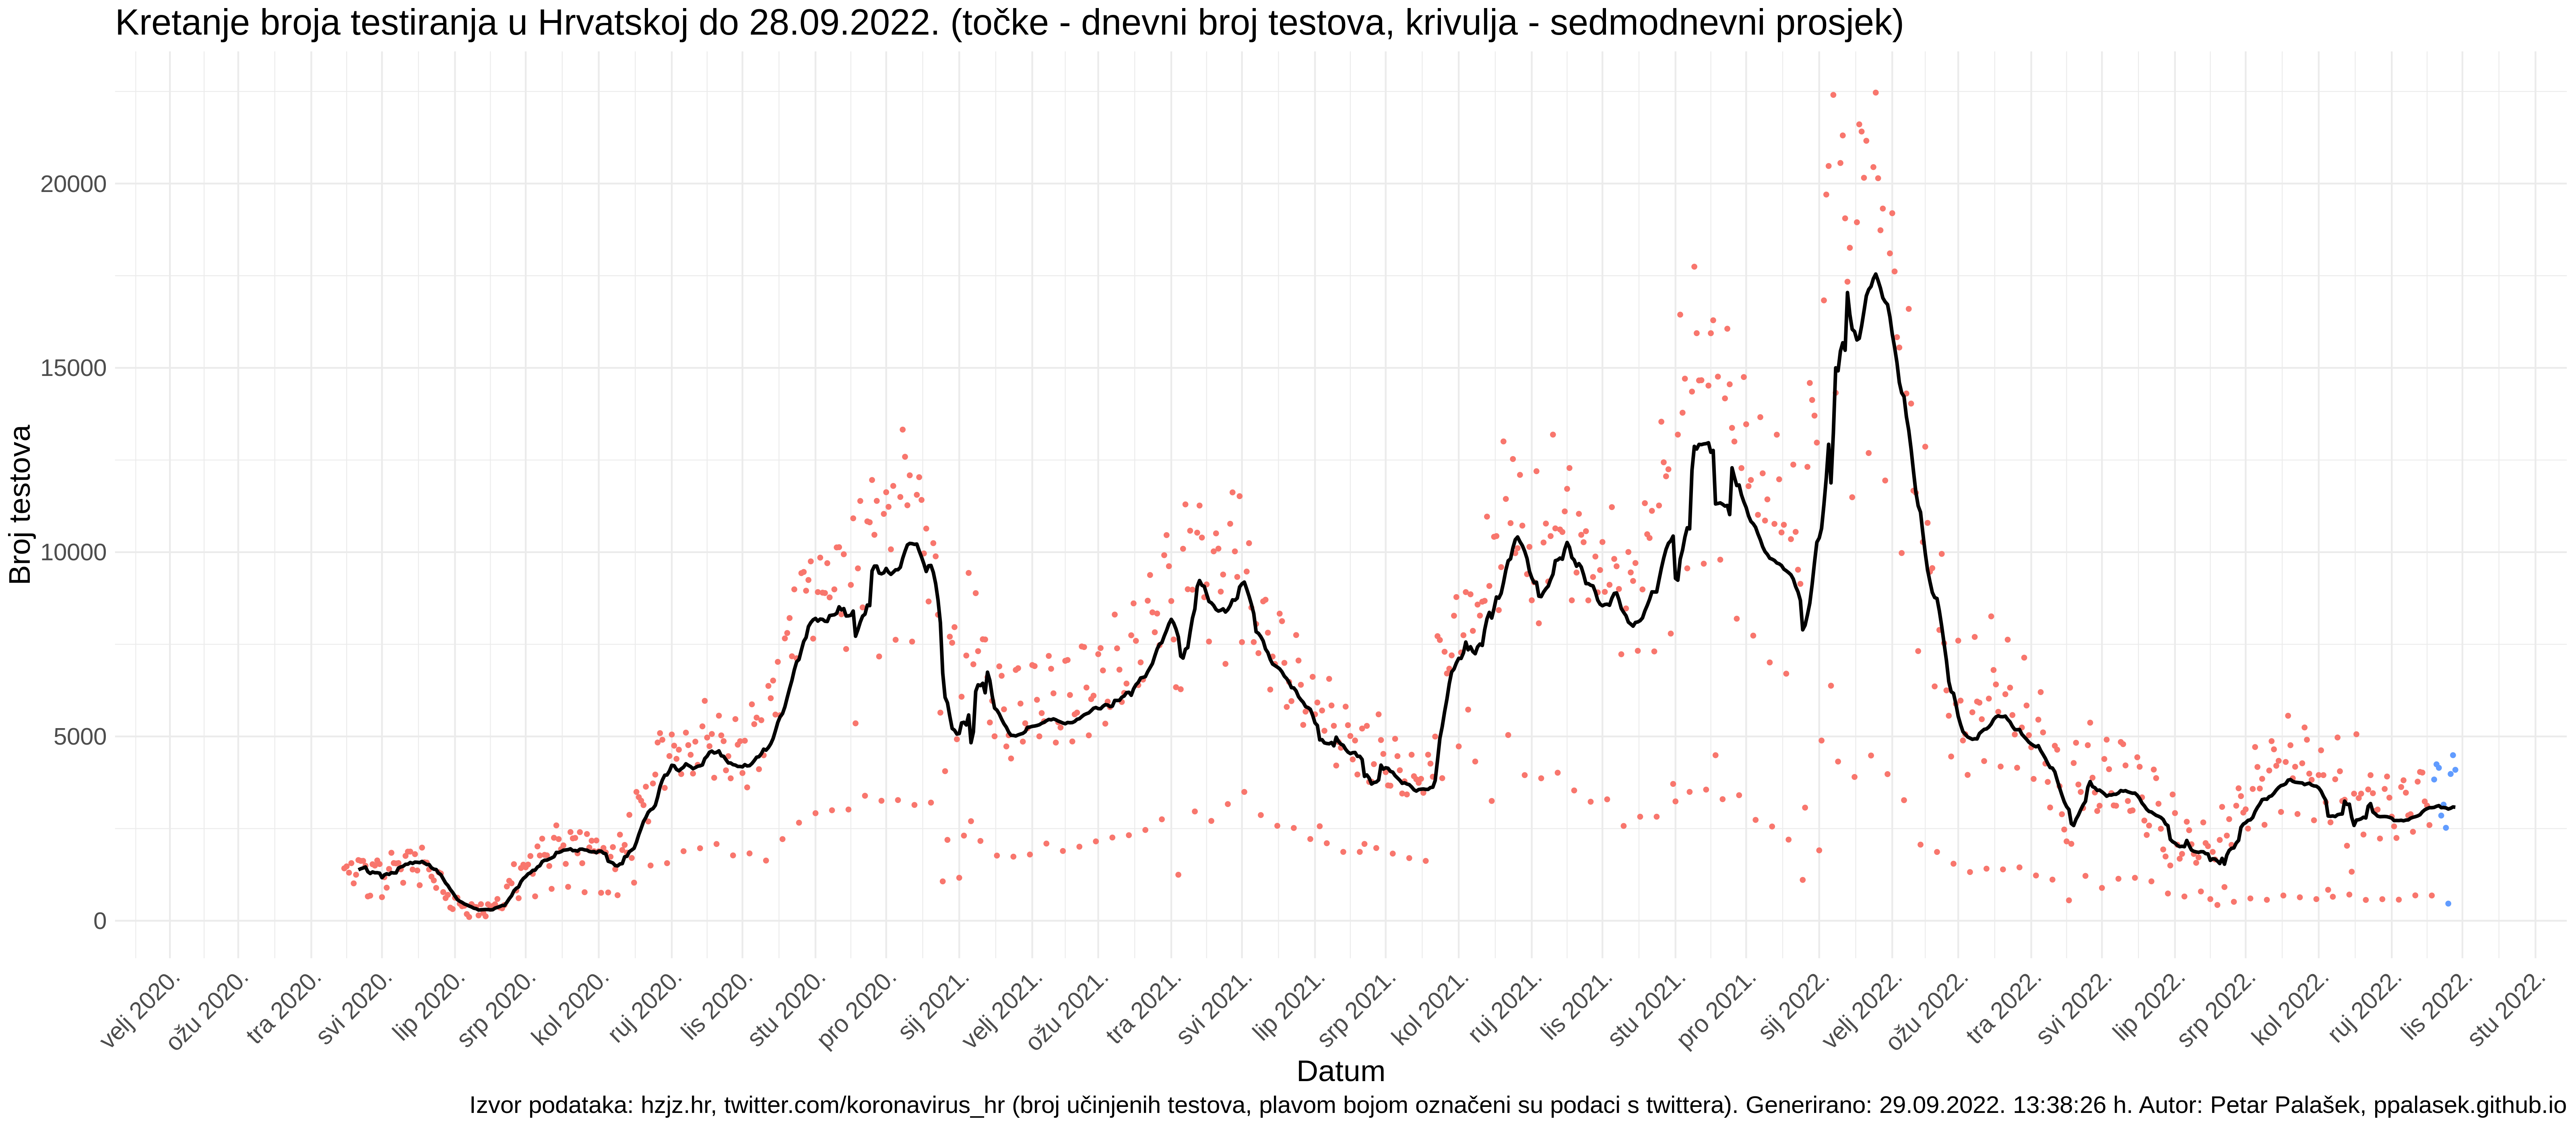 Kretanje broja testiranja u Hrvatskoj do 28.09.2022. (točke - dnevni broj testova, krivulja - sedmodnevni prosjek)
Broj testova
20000
15000
10000
5000
0
velj 2020.
ožu 2020.
tra 2020.
svi 2020.
lip 2020.
srp 2020.
kol 2020.
ruj 2020.
lis 2020.
stu 2020.
pro 2020.
sij 2021.
velj 2021.
ožu 2021.
tra 2021.
svi 2021.
lip 2021.
srp 2021.
kol 2021.
ruj 2021.
lis 2021.
stu 2021.
pro 2021.
sij 2022.
velj 2022.
ožu 2022.
tra 2022.
svi 2022.
lip 2022.
srp 2022.
kol 2022.
ruj 2022.
lis 2022.
stu 2022.
Datum
Izvor podataka: hzjz.hr, twitter.com/koronavirus_hr (broj učinjenih testova, plavom bojom označeni su podaci s twittera). Generirano: 29.09.2022. 13:38:26 h. Autor: Petar Palašek, ppalasek.github.io